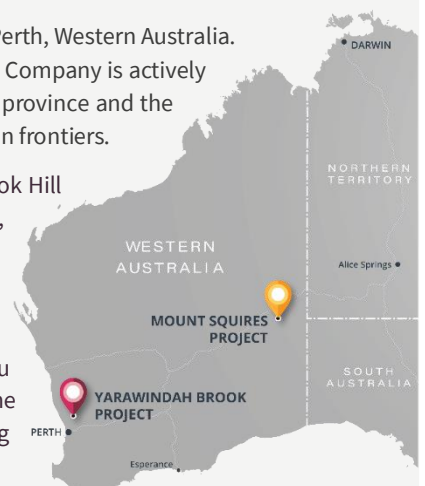 Perth, Western Australia.
Company is actively
province and the
frontiers.
Hill
DARWIN
NORTHERN
TERRITORY
WESTERN
AUSTRALIA
Alice Springs
MOUNT SQUIRES
PROJECT
SOUTH
AUSTRALIA
YARAWINDAH BROOK
PROJECT
PERTH
Esperance